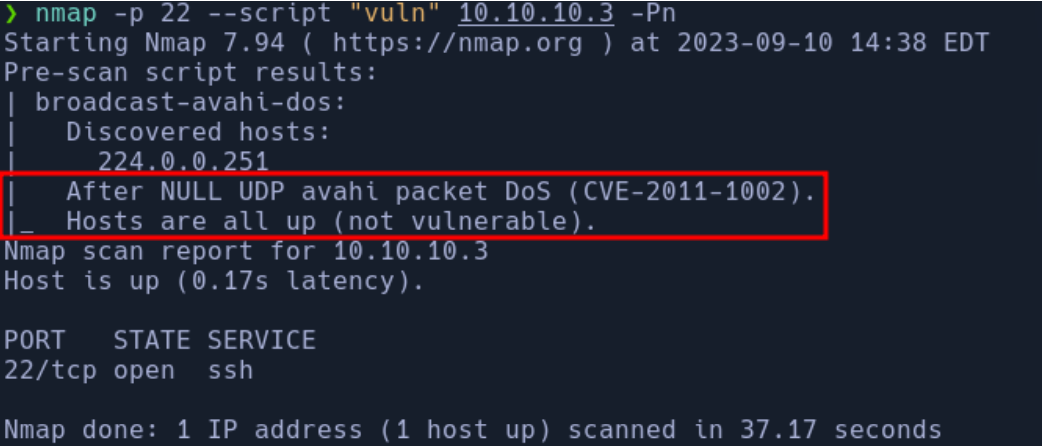 ❯ nmap -p 22 --script "vuln" 10.10.10.3 -Pn
Starting Nmap 7.94 ( https://nmap.org ) at 2023-09-10 14:38 EDT
Pre-scan script results:
| broadcast-avahi-dos:
|   Discovered hosts:
|     224.0.0.251
|   After NULL UDP avahi packet DoS (CVE-2011-1002).
|_  Hosts are all up (not vulnerable).
Nmap scan report for 10.10.10.3
Host is up (0.17s latency).

PORT   STATE SERVICE
22/tcp open  ssh

Nmap done: 1 IP address (1 host up) scanned in 37.17 seconds